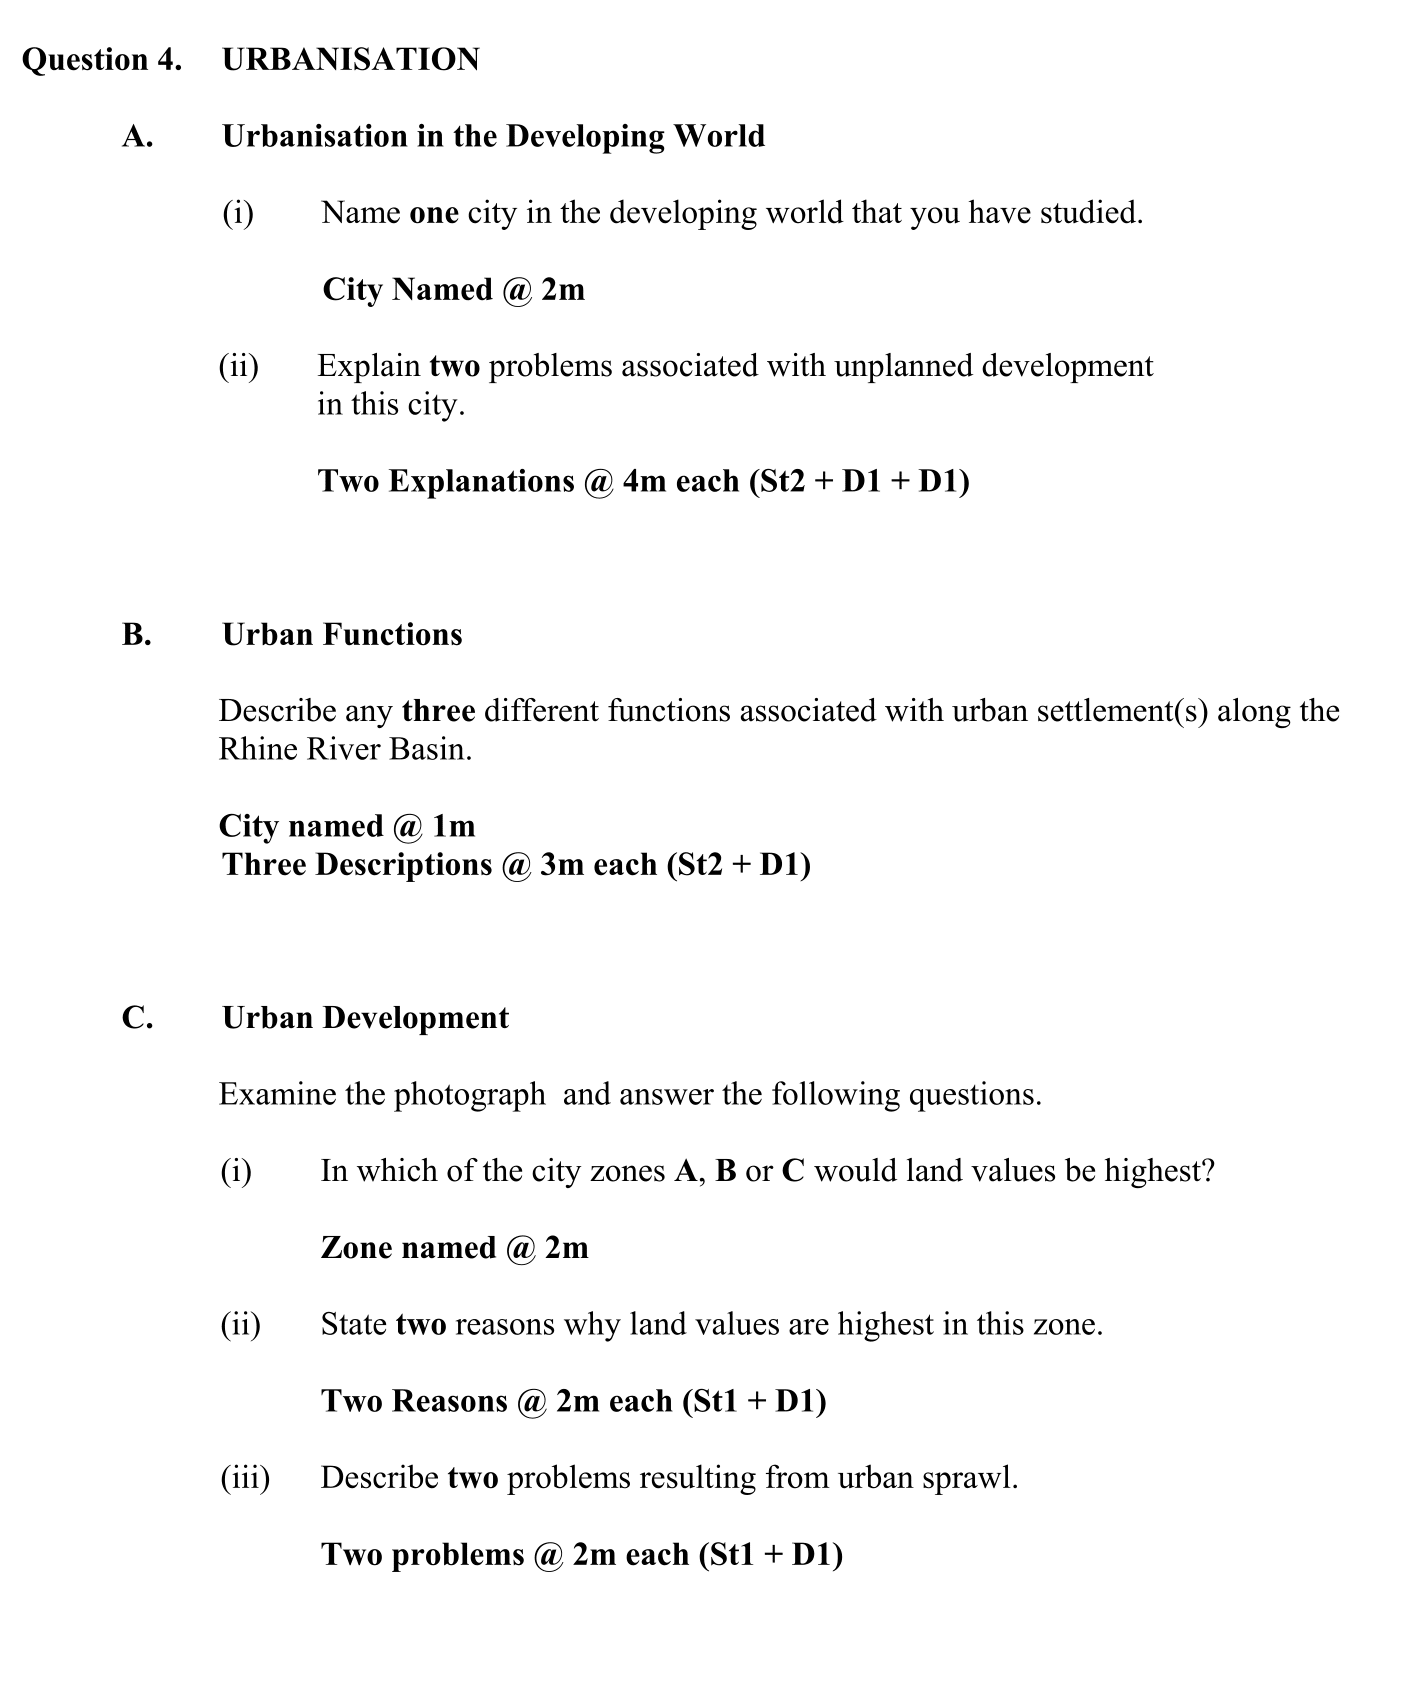 Question 4. URBANISATION
A. Urbanisation in the Developing World
(i) Name one city in the developing world that you have studied.
City Named @ 2m
(ii) Explain two problems associated with unplanned development
in this city.
Two Explanations @ 4m each (St2 + D1 + D1)
B. Urban Functions
Describe any three different functions associated with urban settlement(s) along the
Rhine River Basin.
City named @ 1m
Three Descriptions @ 3m each (St2 + D1)
C. Urban Development
Examine the photograph  and answer the following questions.
(i) In which of the city zones A, B or C would land values be highest?
Zone named @ 2m
(ii) State two reasons why land values are highest in this zone.
Two Reasons @ 2m each (St1 + D1)
(iii) Describe two problems resulting from urban sprawl.
Two problems @ 2m each (St1 + D1)